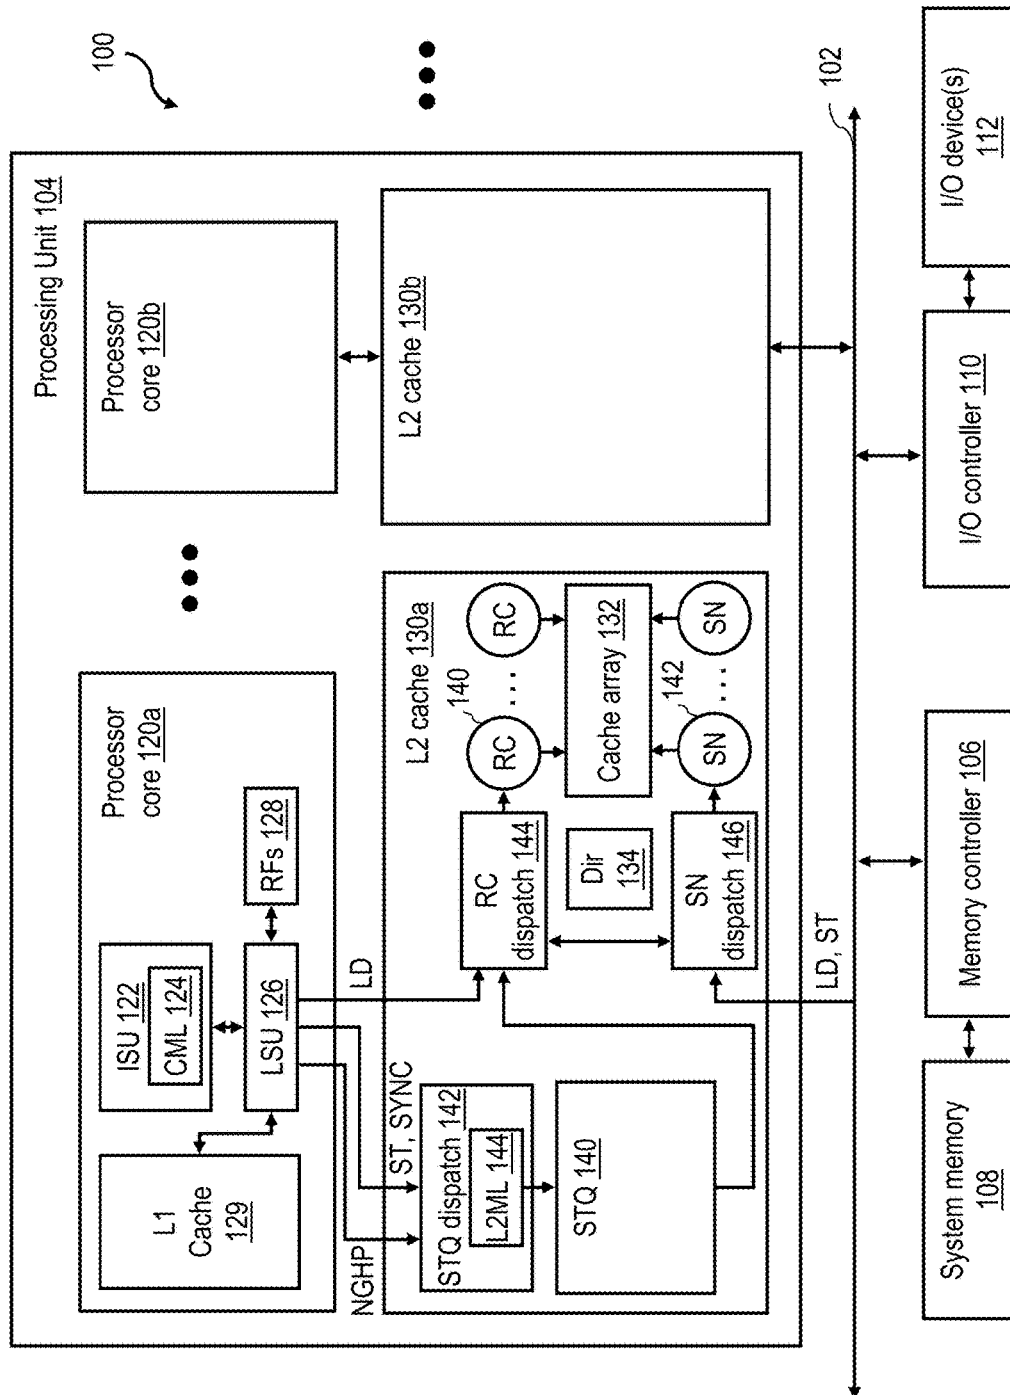 100
Processing Unit 104
Processor
core 120a
ISU 122
CML 124
L1
Cache
129
LSU 126
RFs 128
Processor
core 120b
NGHP
ST, SYNC
LD
L2 cache 130a
STQ dispatch 142
L2ML 144
STQ 140
RC
dispatch 144
140
RC
....
RC
Dir
134
Cache array 132
SN
dispatch 146
142
SN
....
SN
L2 cache 130b
LD, ST
102
System memory
108
Memory controller 106
I/O controller 110
I/O device(s)
112